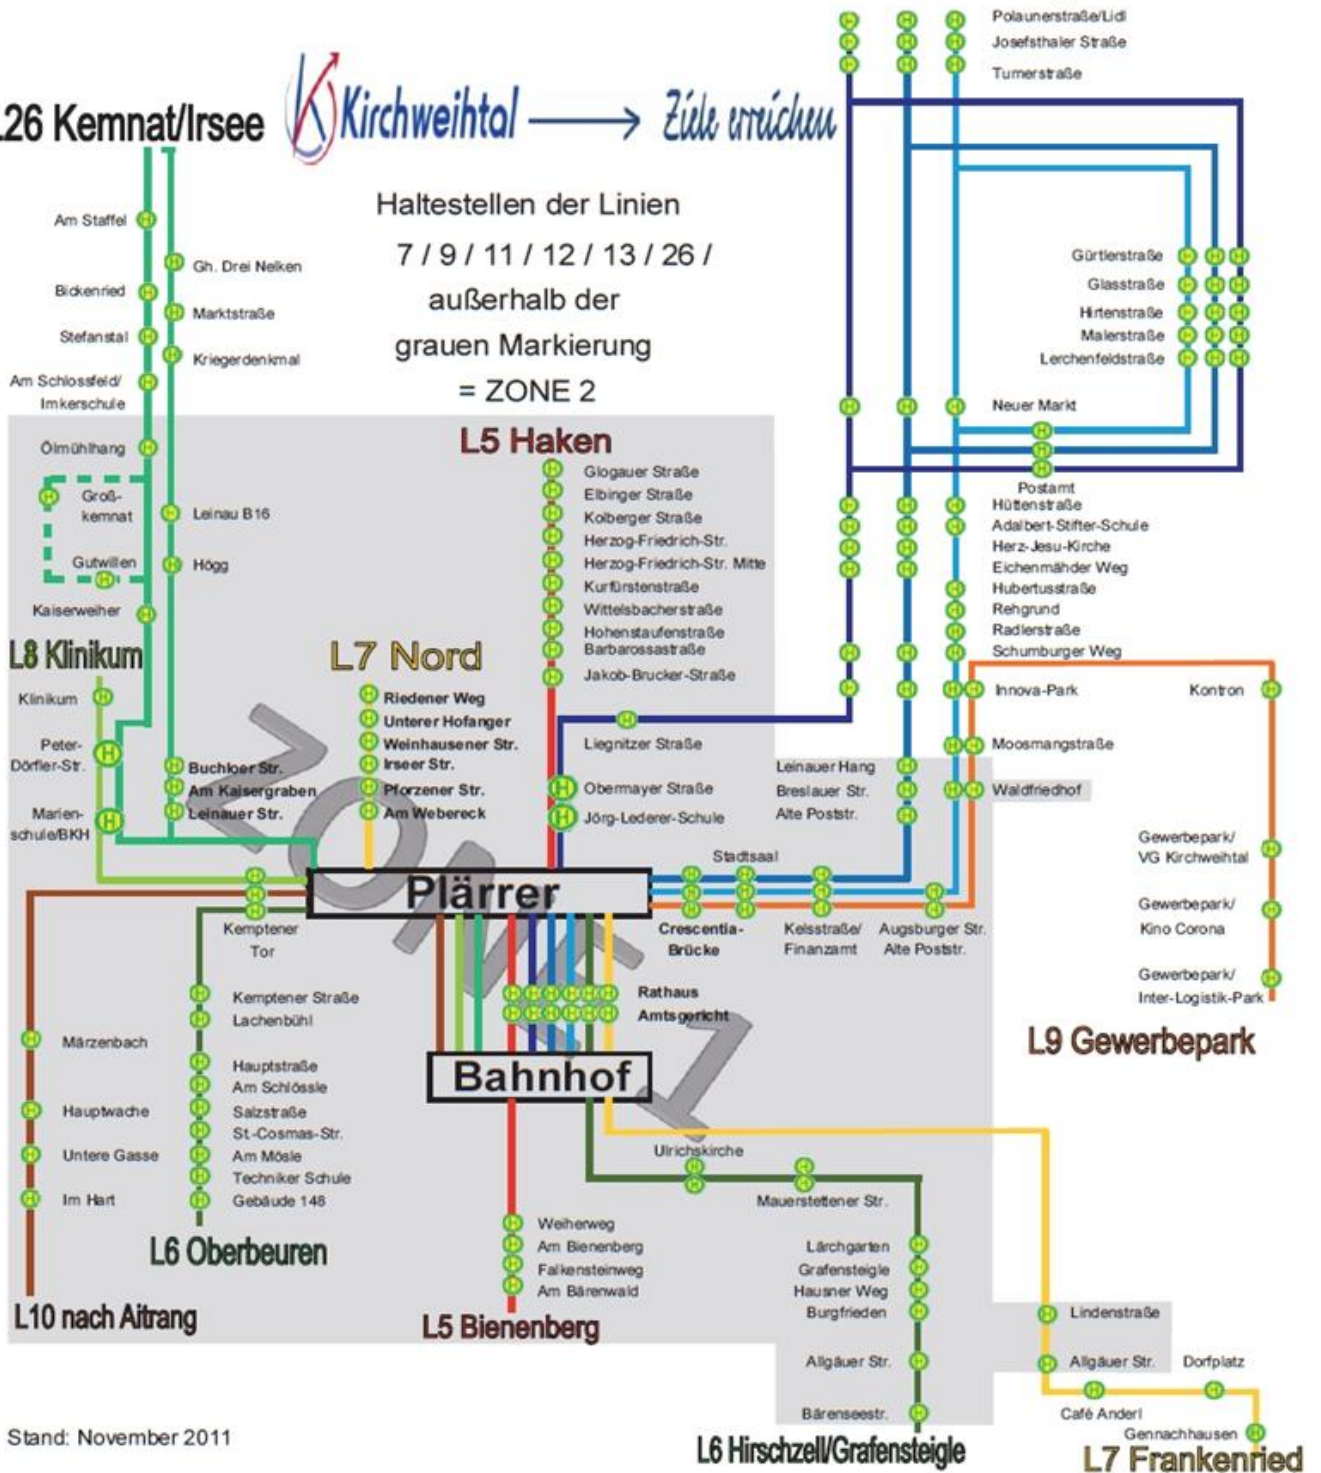 Polaunerstraße/Lidl
Josefsthaler Straße
Turnerstraße
L26 Kemnat/Irsee
Kirchweihtal
Ziele erreichen
Haltestellen der Linien
7 / 9 / 11 / 12 / 13 / 26 /
außerhalb der
grauen Markierung
= ZONE 2
Am Staffel
Gh. Drei Nelken
Bickenried
Marktstraße
Stefanstal
Kriegerdenkmal
Am Schlossfeld/
Imkerschule
Gürtlerstraße
Glasstraße
Hirtenstraße
Malerstraße
Lerchenfeldstraße
Neuer Markt
Postamt
Ölmühlhang
Groß-
kemnat
Leinau B16
Gutwillen
Högg
Kaiserweiher
L5 Haken
Glogauer Straße
Elbinger Straße
Kolberger Straße
Herzog-Friedrich-Str.
Herzog-Friedrich-Str. Mitte
Kurfürstenstraße
Wittelsbacherstraße
Hohenstaufenstraße
Barbarossastraße
Jakob-Brucker-Straße
Hüttenstraße
Adalbert-Stifter-Schule
Herz-Jesu-Kirche
Eichenmähder Weg
Hubertusstraße
Rehgrund
Radlerstraße
Schumburger Weg
Innova-Park
Kontron
Moosmangstraße
Waldfriedhof
L8 Klinikum
Klinikum
Peter-
Dörfler-Str.
Marien-
schule/BKH
Buchloer Str.
Am Kaisergraben
Leinauer Str.
L7 Nord
Riedener Weg
Unterer Hofanger
Weinhausener Str.
Irseer Str.
Pforzener Str.
Am Webereck
Liegnitzer Straße
Obermayer Straße
Jörg-Lederer-Schule
Leinauer Hang
Breslauer Str.
Alte Poststr.
Stadtsaal
Gewerbepark/
VG Kirchweihtal
Gewerbepark/
Kino Corona
Gewerbepark/
Inter-Logistik-Park
L9 Gewerbepark
ZONE 1
Plärrer
Kemptener
Tor
Crescentia-
Brücke
Kelsstraße/
Finanzamt
Augsburger Str.
Alte Poststr.
Rathaus
Amtsgericht
Bahnhof
Kemptener Straße
Lachenbühl
Hauptstraße
Am Schlössle
Salzstraße
St.-Cosmas-Str.
Am Mösle
Techniker Schule
Gebäude 148
L6 Oberbeuren
Märzenbach
Hauptwache
Untere Gasse
Im Hart
L10 nach Aitrang
Ulrichskirche
Mauerstettener Str.
Weiherweg
Am Bienenberg
Falkensteinweg
Am Bärenwald
L5 Bienenberg
Lärchgarten
Grafensteigle
Hausner Weg
Burgfrieden
Allgäuer Str.
Bärenseestr.
L6 Hirschzell/Grafensteigle
Lindenstraße
Allgäuer Str.
Dorfplatz
Café Anderl
Gennachhausen
L7 Frankenried
Stand: November 2011